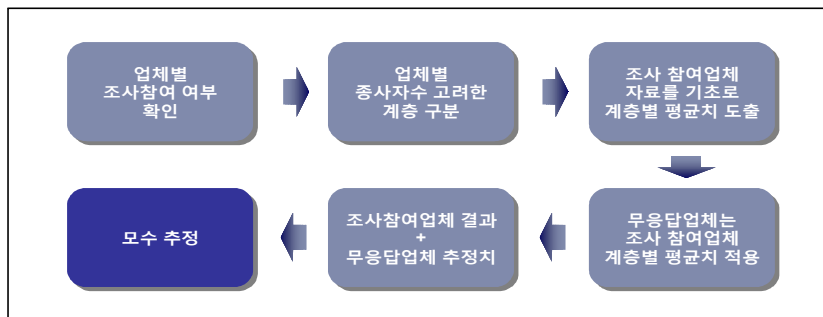 업체별
조사참여 여부
확인
업체별
종사자수 고려한
계층 구분
조사 참여업체
자료를 기초로
계층별 평균치 도출
무응답업체는
조사 참여업체
계층별 평균치 적용
조사참여업체 결과
+
무응답업체 추정치
모수 추정